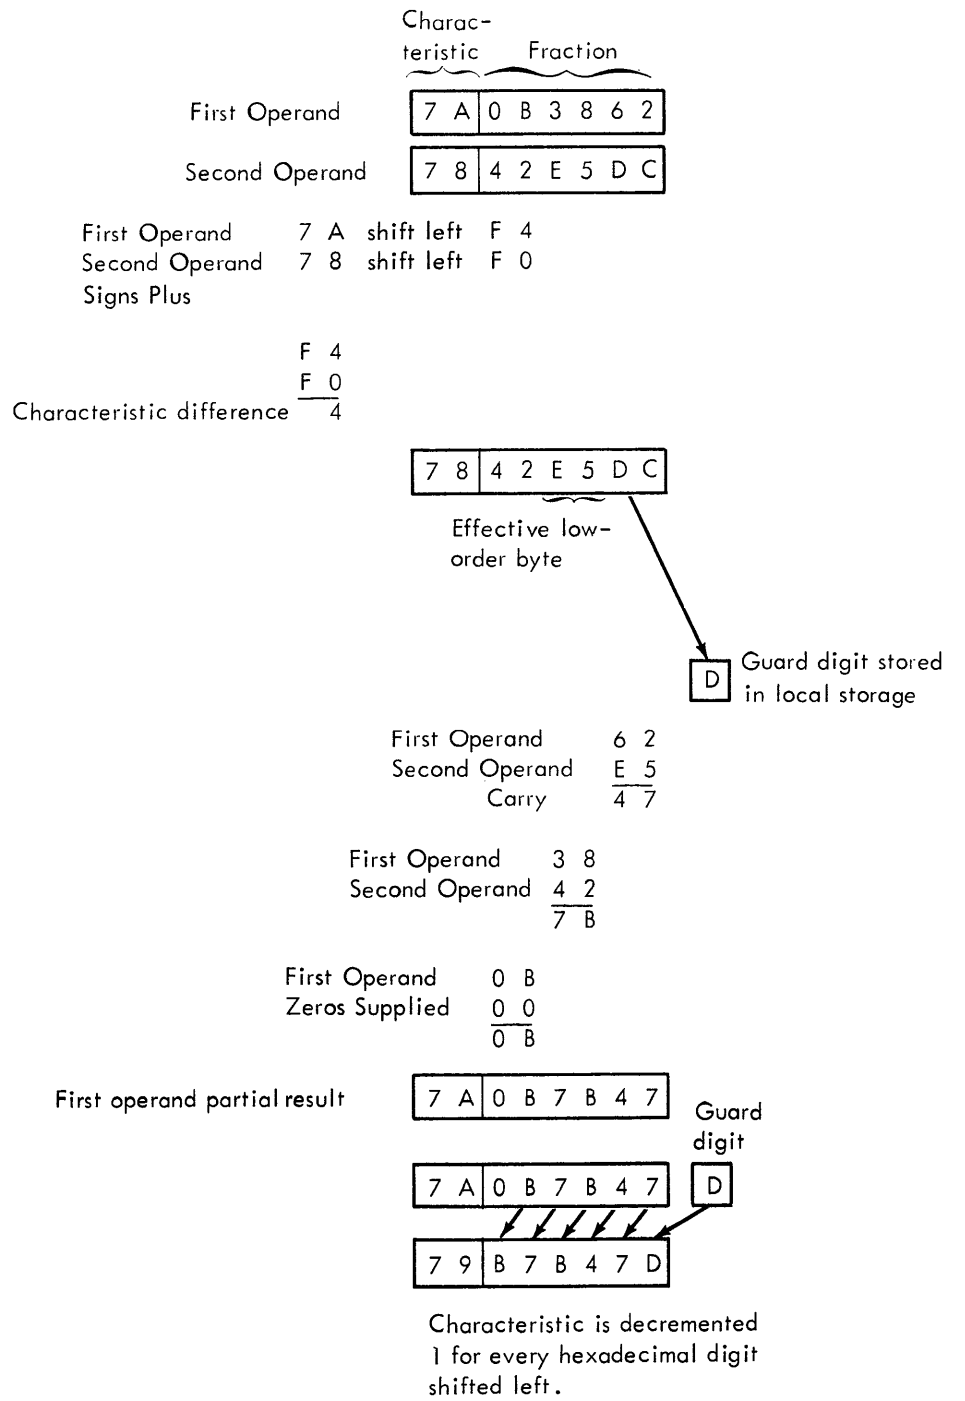 Charac-
teristic Fraction
First Operand 7 A 0 B 3 8 6 2
Second Operand 7 8 4 2 E 5 D C
First Operand 7 A shift left F 4
Second Operand 7 8 shift left F 0
Signs Plus
F 4
F 0
Characteristic difference 4
7 8 4 2 E 5 D C
Effective low-
order byte
D Guard digit stored
in local storage
First Operand 6 2
Second Operand E 5
Carry 4 7
First Operand 3 8
Second Operand 4 2
7 B
First Operand 0 B
Zeros Supplied 0 0
0 B
First operand partial result 7 A 0 B 7 B 4 7
Guard
digit
7 A 0 B 7 B 4 7 D
7 9 B 7 B 4 7 D
Characteristic is decremented
1 for every hexadecimal digit
shifted left.